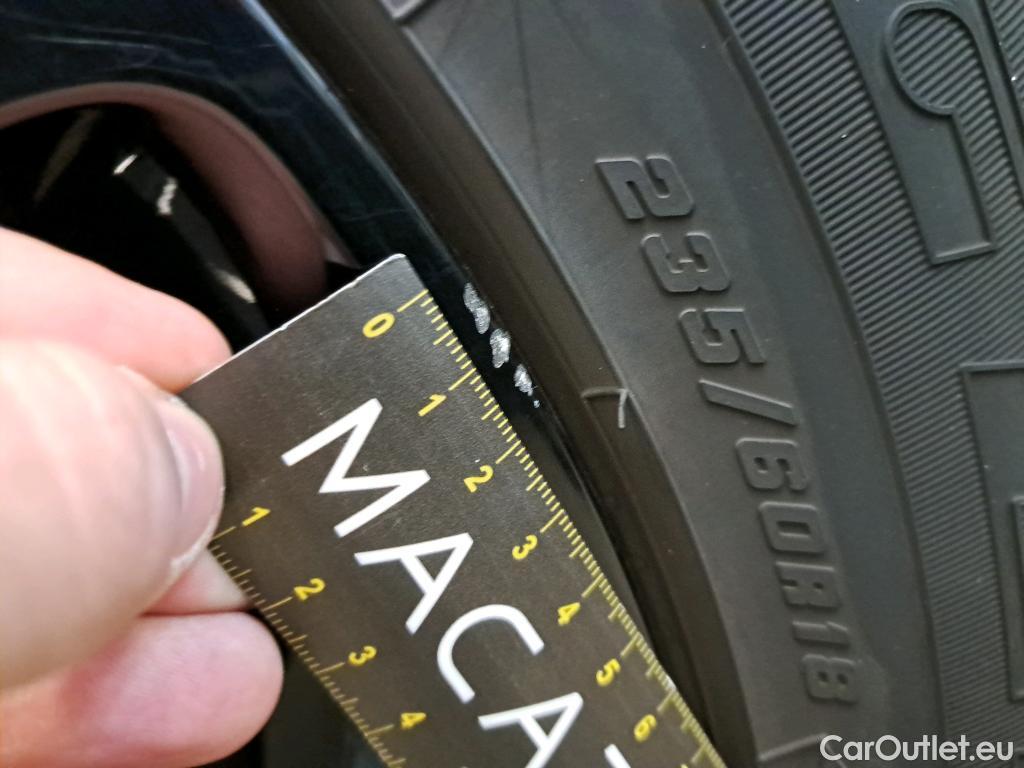 235/60R18
0 1 2 3 4 5 6
MACA
1 2 3 4
CarOutlet.eu